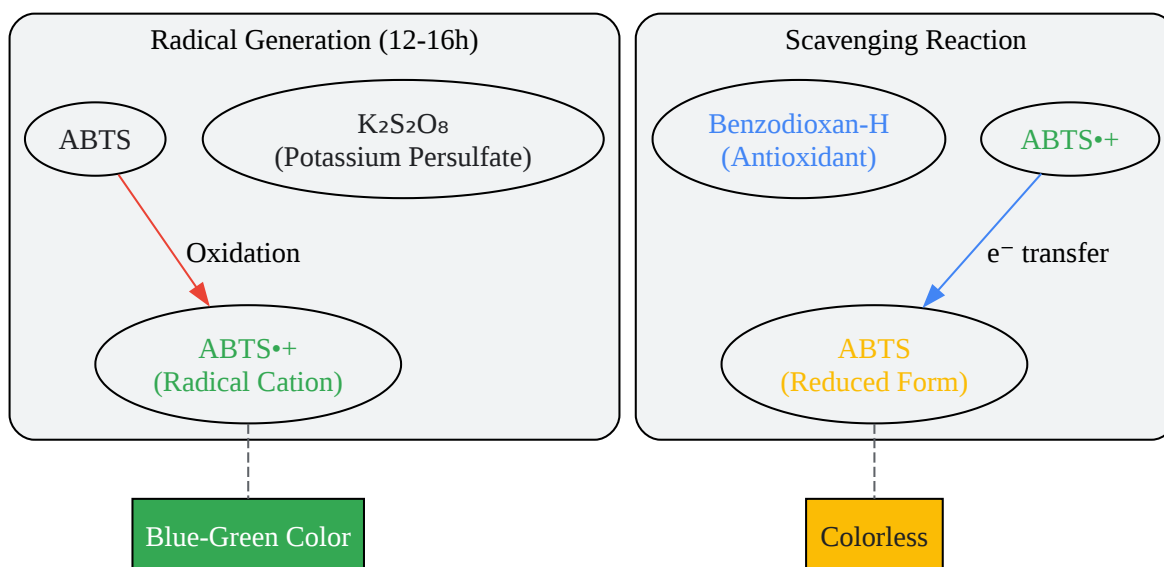 Radical Generation (12-16h)
ABTS
K₂S₂O₈
(Potassium Persulfate)
Oxidation
ABTS•+
(Radical Cation)
Blue-Green Color
Scavenging Reaction
Benzodioxan-H
(Antioxidant)
ABTS•+
e⁻ transfer
ABTS
(Reduced Form)
Colorless